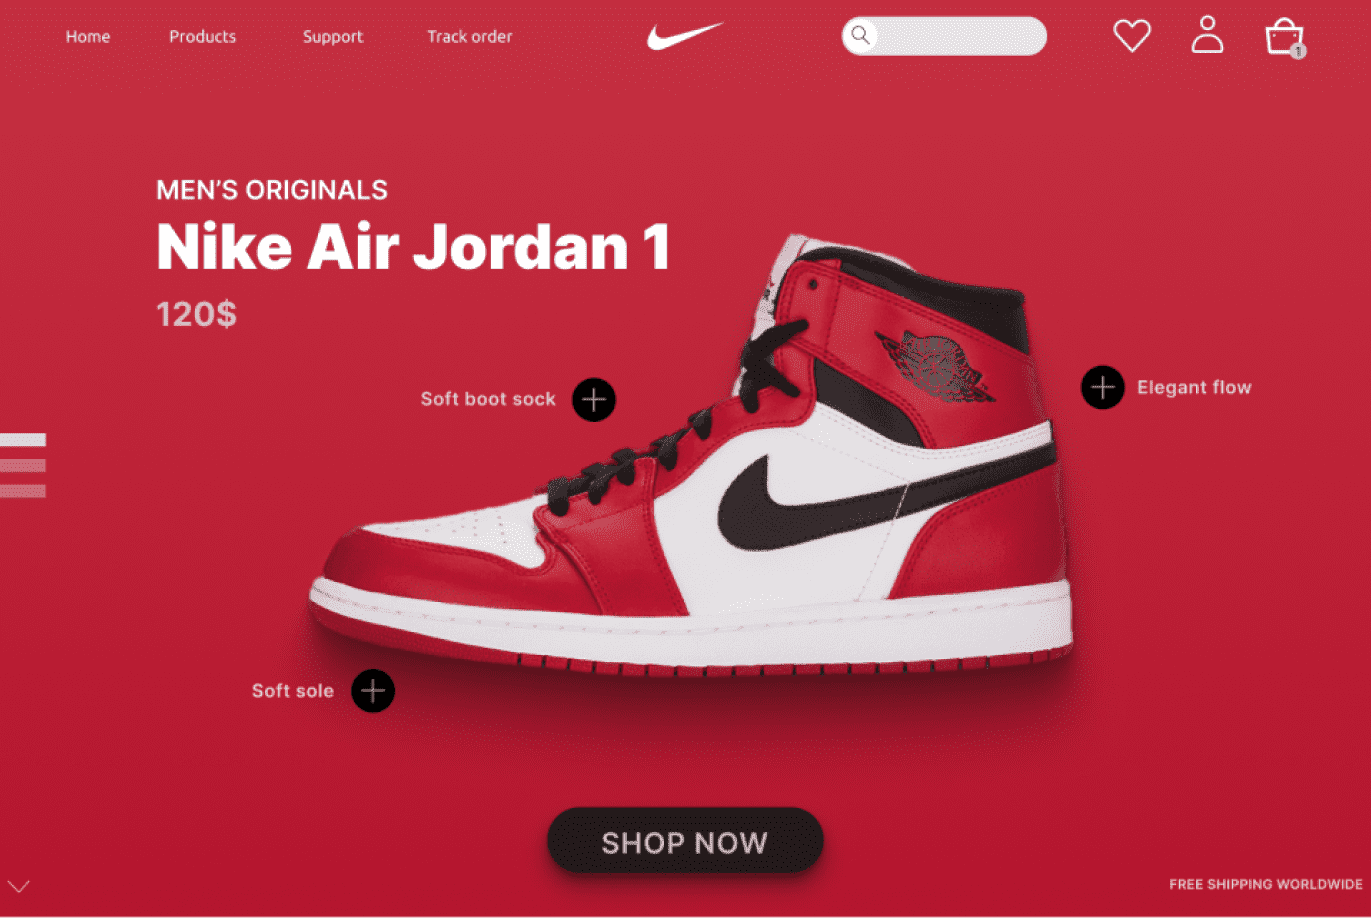 Home
Products
Support
Track order
1
MEN'S ORIGINALS
Nike Air Jordan 1
120$
Soft boot sock
Elegant flow
Soft sole
SHOP NOW
FREE SHIPPING WORLDWIDE